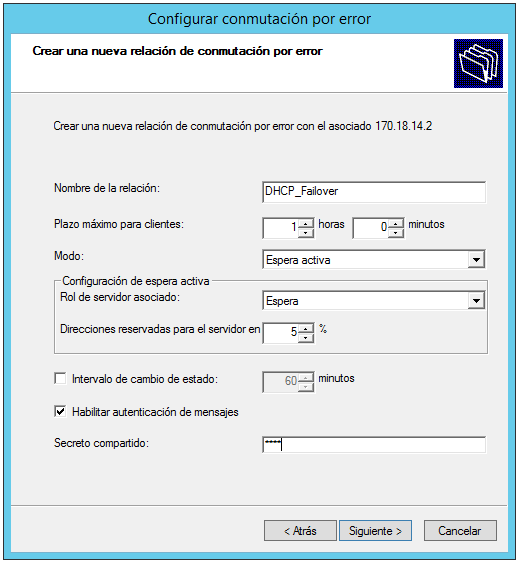 Configurar conmutación por error
Crear una nueva relación de conmutación por error
Crear una nueva relación de conmutación por error con el asociado 170.18.14.2
Nombre de la relación: DHCP_Failover
Plazo máximo para clientes: 1 horas 0 minutos
Modo: Espera activa
Configuración de espera activa
Rol de servidor asociado: Espera
Direcciones reservadas para el servidor en 5 %
Intervalo de cambio de estado: 60 minutos
Habilitar autenticación de mensajes
Secreto compartido: ****
< Atrás Siguiente > Cancelar